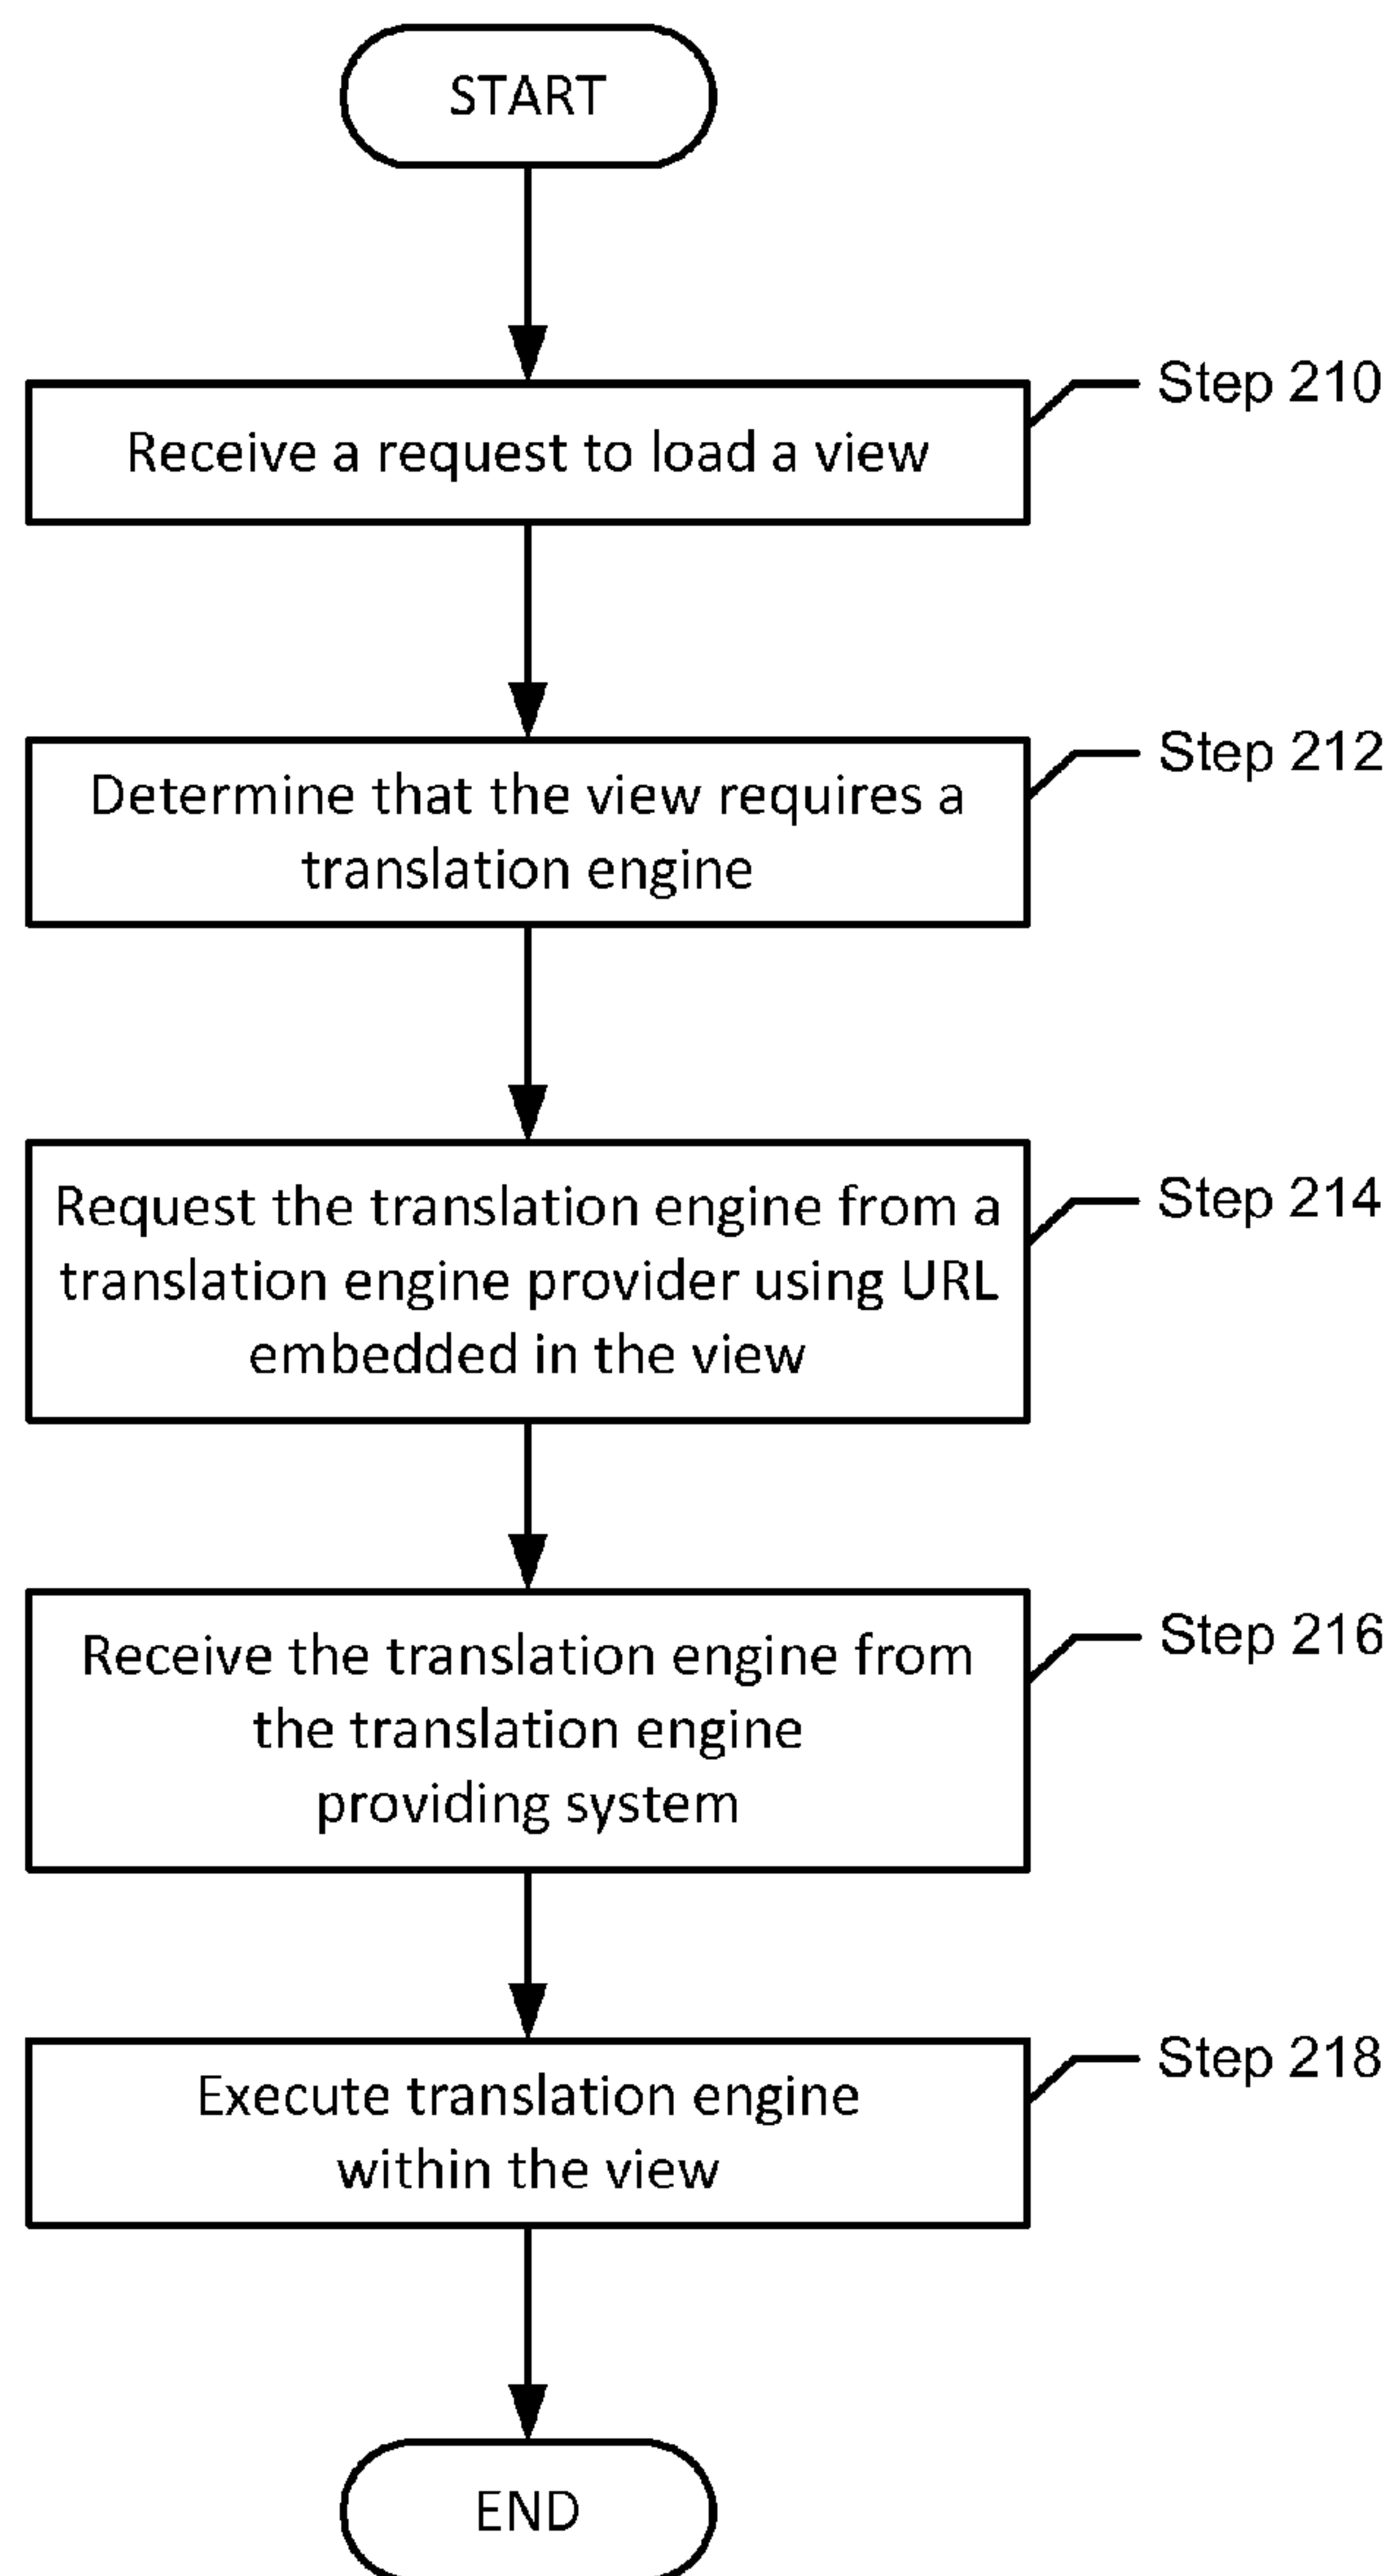 START
Step 210
Receive a request to load a view
Step 212
Determine that the view requires a
translation engine
Step 214
Request the translation engine from a
translation engine provider using URL
embedded in the view
Step 216
Receive the translation engine from
the translation engine
providing system
Step 218
Execute translation engine
within the view
END